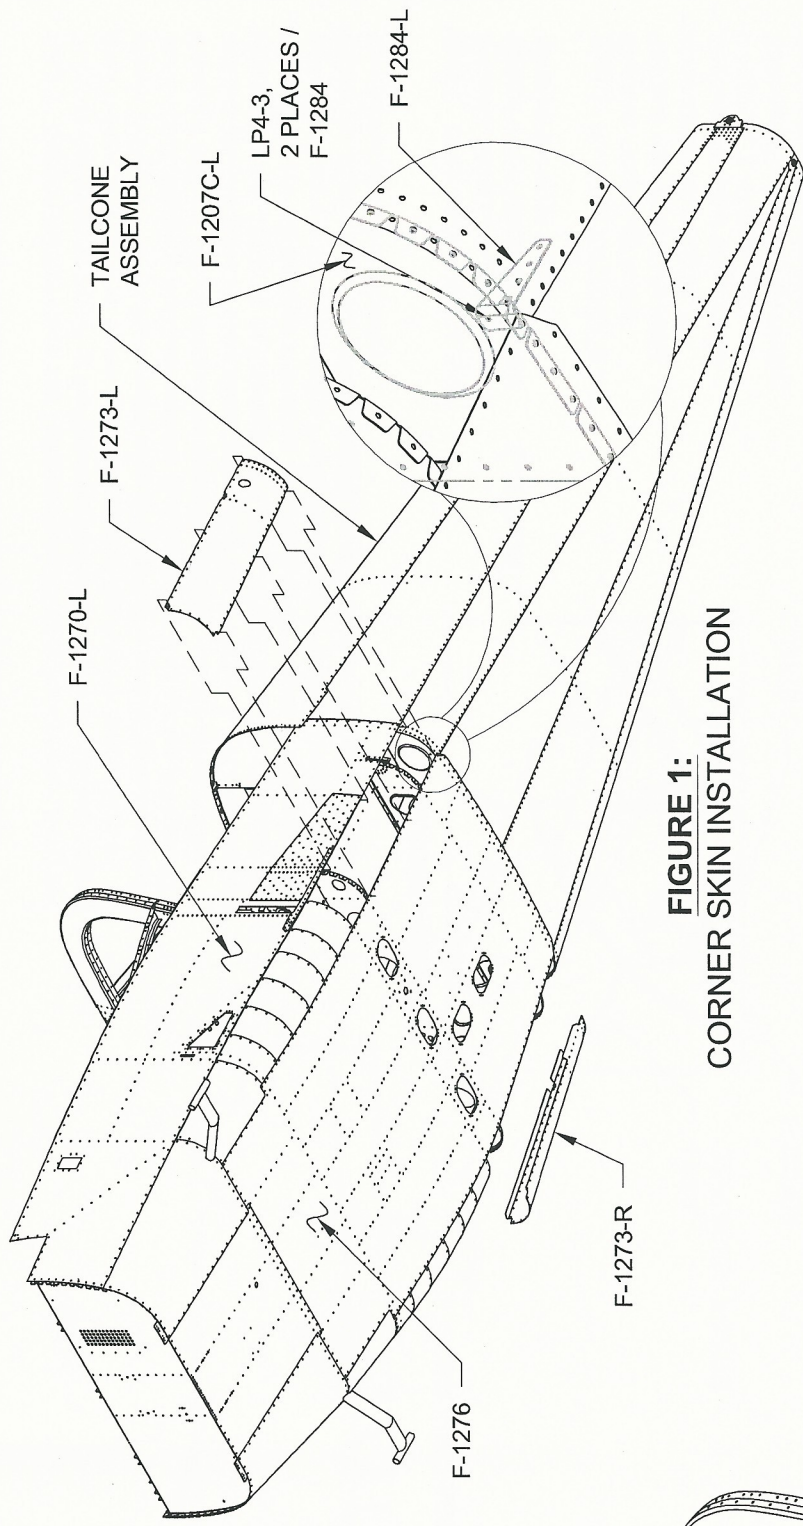 TAILCONE
ASSEMBLY
F-1207C-L
LP4-3,
2 PLACES /
F-1284
F-1284-L
F-1273-L
F-1270-L
F-1276
F-1273-R
FIGURE 1:
CORNER SKIN INSTALLATION